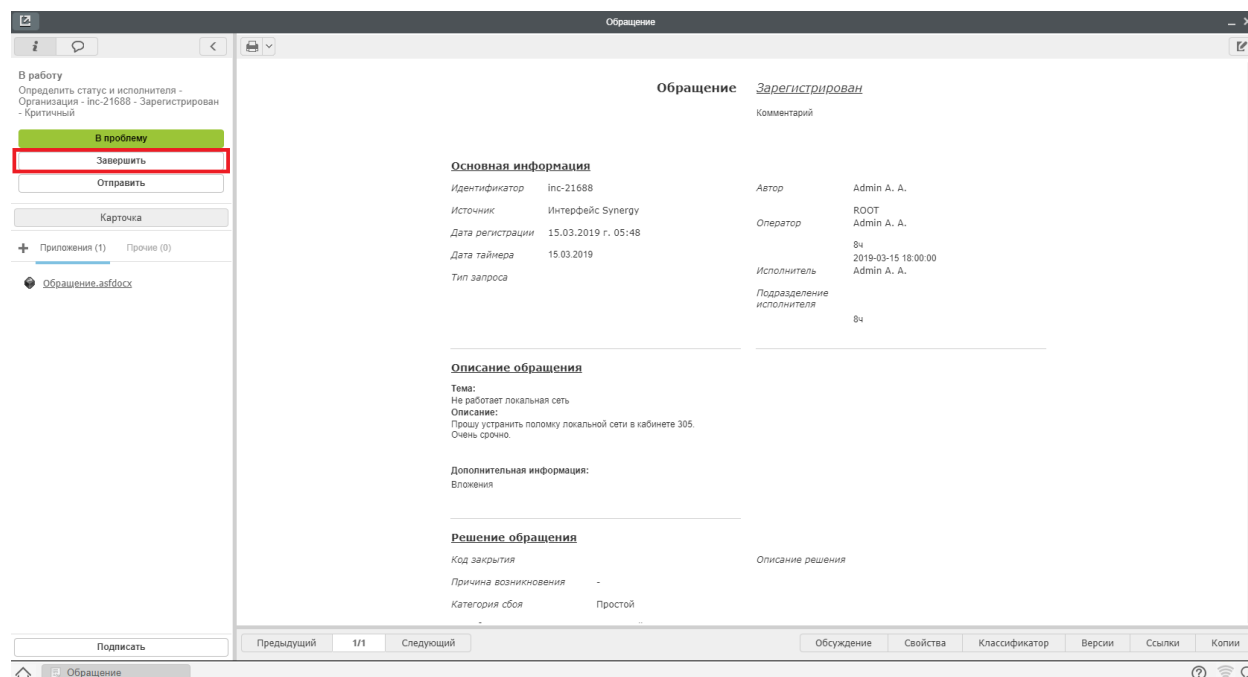 Обращение
В работу
Определить статус и исполнителя -
Организация - inc-21688 - Зарегистрирован
- Критичный
В проблему
Завершить
Отправить
Карточка
Приложения (1) Прочие (0)
Обращение.asfdocx
Подписать
Обращение Зарегистрирован
Комментарий
Основная информация
Идентификатор inc-21688
Источник Интерфейс Synergy
Дата регистрации 15.03.2019 г. 05:48
Дата таймера 15.03.2019
Тип запроса
Автор Admin A. A.
ROOT
Оператор Admin A. A.
8ч
2019-03-15 18:00:00
Исполнитель Admin A. A.
Подразделение
исполнителя
8ч
Описание обращения
Тема:
Не работает локальная сеть
Описание:
Прошу устранить поломку локальной сети в кабинете 305.
Очень срочно.
Дополнительная информация:
Вложения
Решение обращения
Код закрытия
Описание решения
Причина возникновения -
Категория сбоя Простой
Предыдущий 1/1 Следующий
Обсуждение Свойства Классификатор Версии Ссылки Копии
Обращение